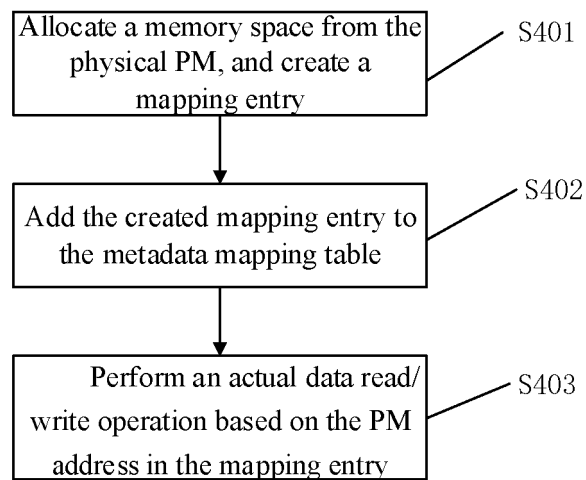 Allocate a memory space from the
physical PM, and create a
mapping entry
S401
Add the created mapping entry to
the metadata mapping table
S402
Perform an actual data read/
write operation based on the PM
address in the mapping entry
S403